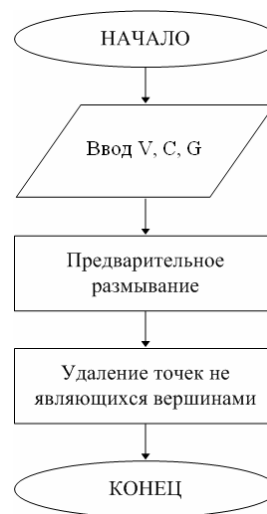 НАЧАЛО
Ввод V, C, G
Предварительное
размывание
Удаление точек не
являющихся вершинами
КОНЕЦ